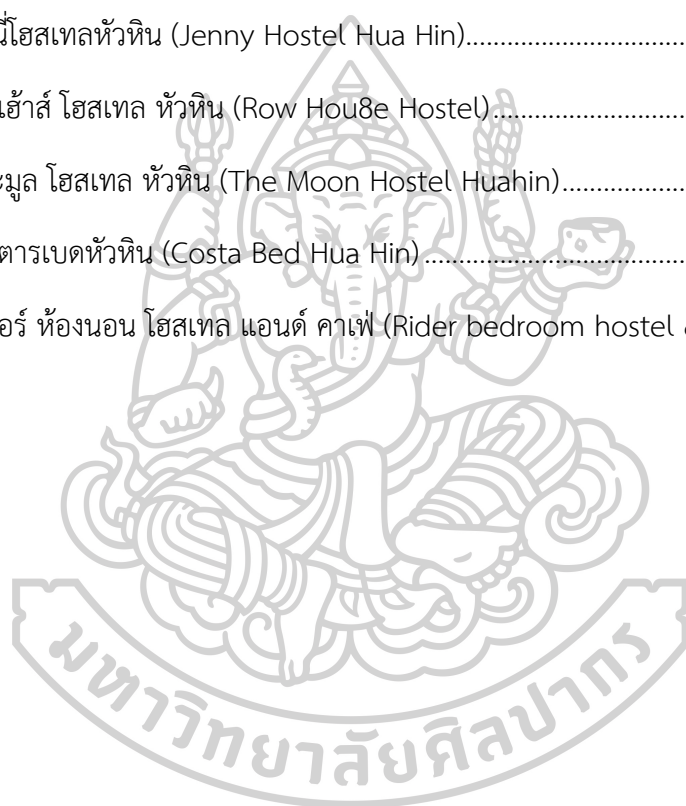 นี่โฮสเทลหัวหิน (Jenny Hostel Hua Hin)
เฮ้าส์ โฮสเทล หัวหิน (Row Hou8e Hostel)
ะมูล โฮสเทล หัวหิน (The Moon Hostel Huahin)
ตารเบดหัวหิน (Costa Bed Hua Hin)
อร์ ห้องนอน โฮสเทล แอนด์ คาเฟ่ (Rider bedroom hostel
มหาวิทยาลัยศิลปากร